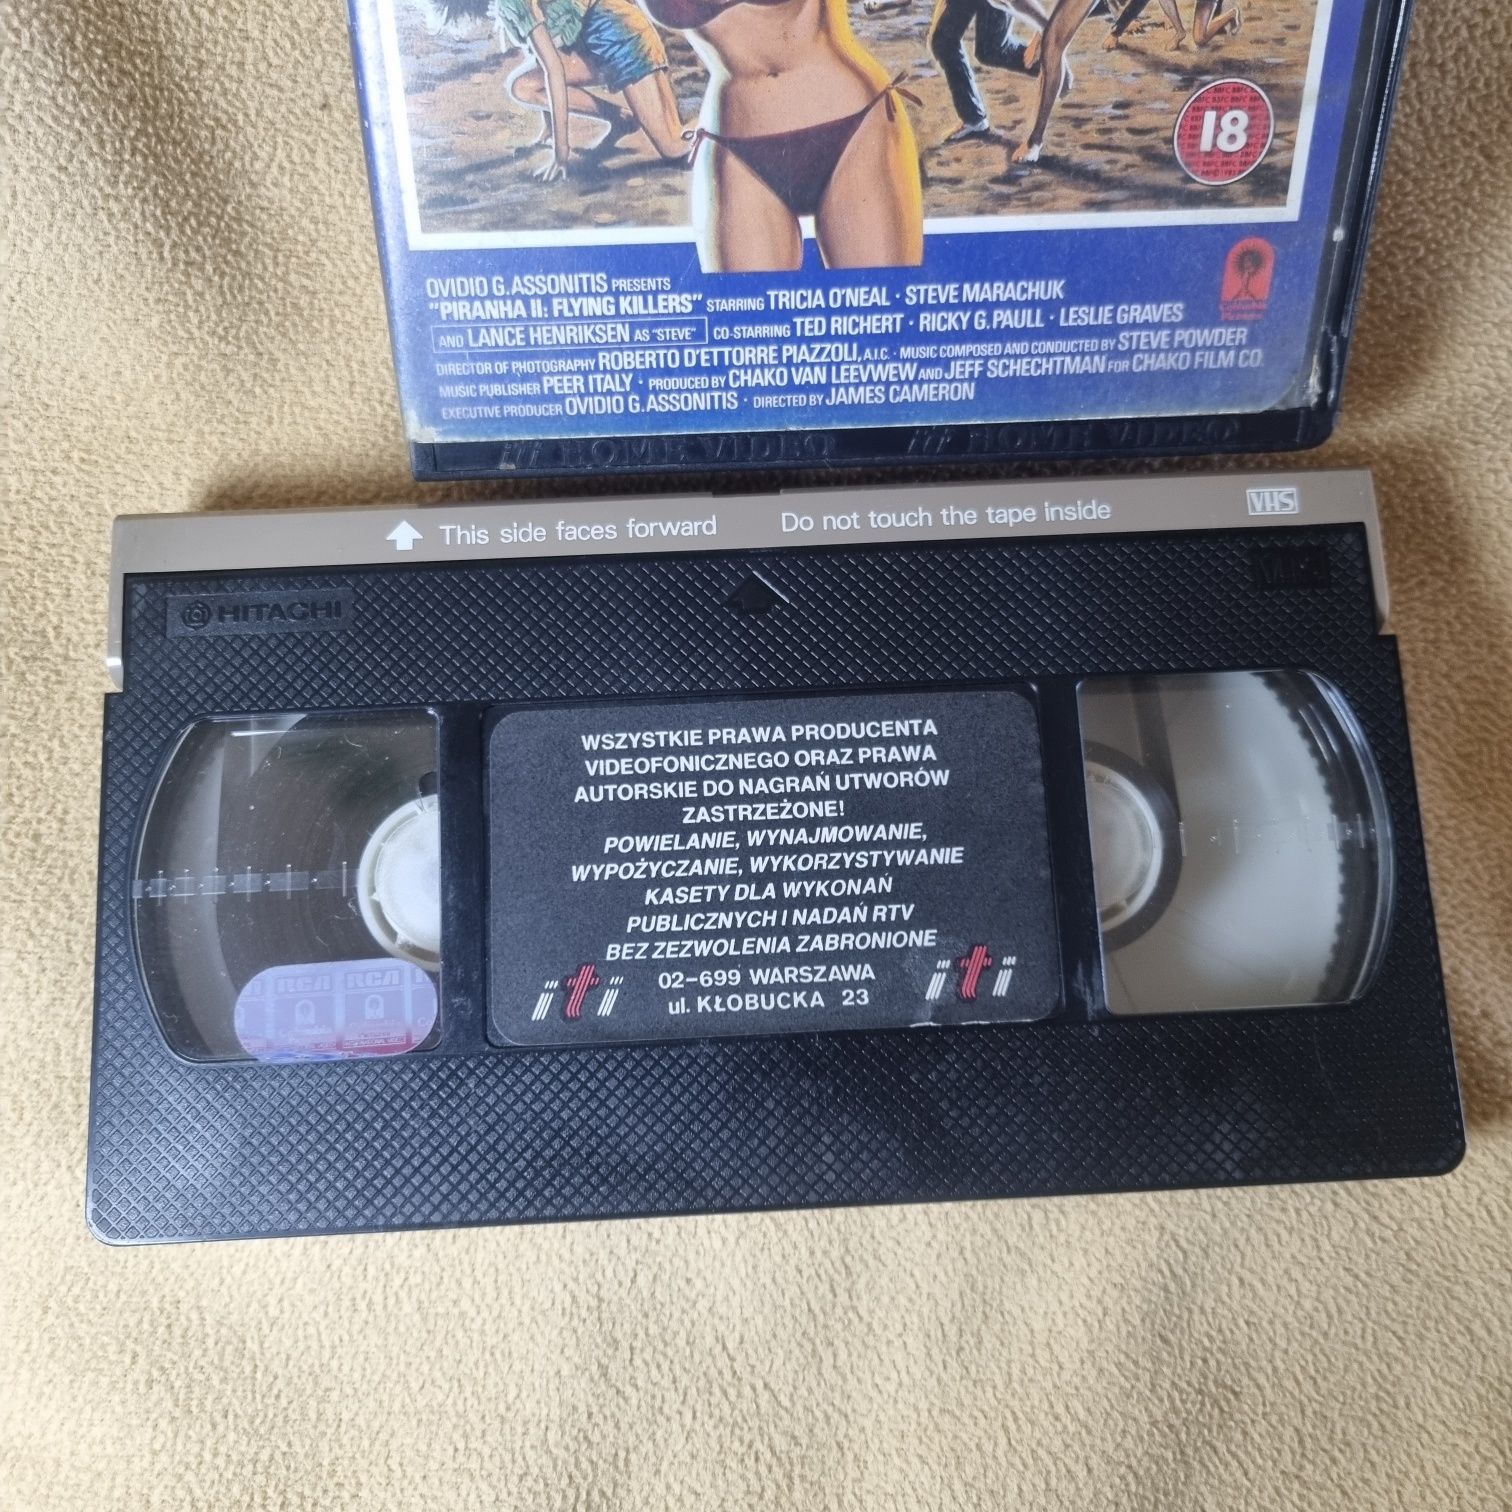 18
OVIDIO G. ASSONITIS PRESENTS
"PIRANHA II: FLYING KILLERS" STARRING TRICIA O'NEAL · STEVE MARACHUK
AND LANCE HENRIKSEN AS "STEVE" CO-STARRING TED RICHERT · RICKY G. PAULL · LESLIE GRAVES
DIRECTOR OF PHOTOGRAPHY ROBERTO D'ETTORRE PIAZZOLI, A.I.C. · MUSIC COMPOSED AND CONDUCTED BY STEVE POWDER
MUSIC PUBLISHER PEER ITALY · PRODUCED BY CHAKO VAN LEEVWEW AND JEFF SCHECHTMAN FOR CHAKO FILM CO.
EXECUTIVE PRODUCER OVIDIO G. ASSONITIS · DIRECTED BY JAMES CAMERON
iti HOME VIDEO iti HOME VIDEO
This side faces forward Do not touch the tape inside VHS
HITACHI VHS
WSZYSTKIE PRAWA PRODUCENTA
VIDEOFONICZNEGO ORAZ PRAWA
AUTORSKIE DO NAGRAŃ UTWORÓW
ZASTRZEŻONE!
POWIELANIE, WYNAJMOWANIE,
WYPOŻYCZANIE, WYKORZYSTYWANIE
KASETY DLA WYKONAŃ
PUBLICZNYCH I NADAŃ RTV
BEZ ZEZWOLENIA ZABRONIONE
iti 02-699 WARSZAWA iti
ul. KŁOBUCKA 23
RCA RCA